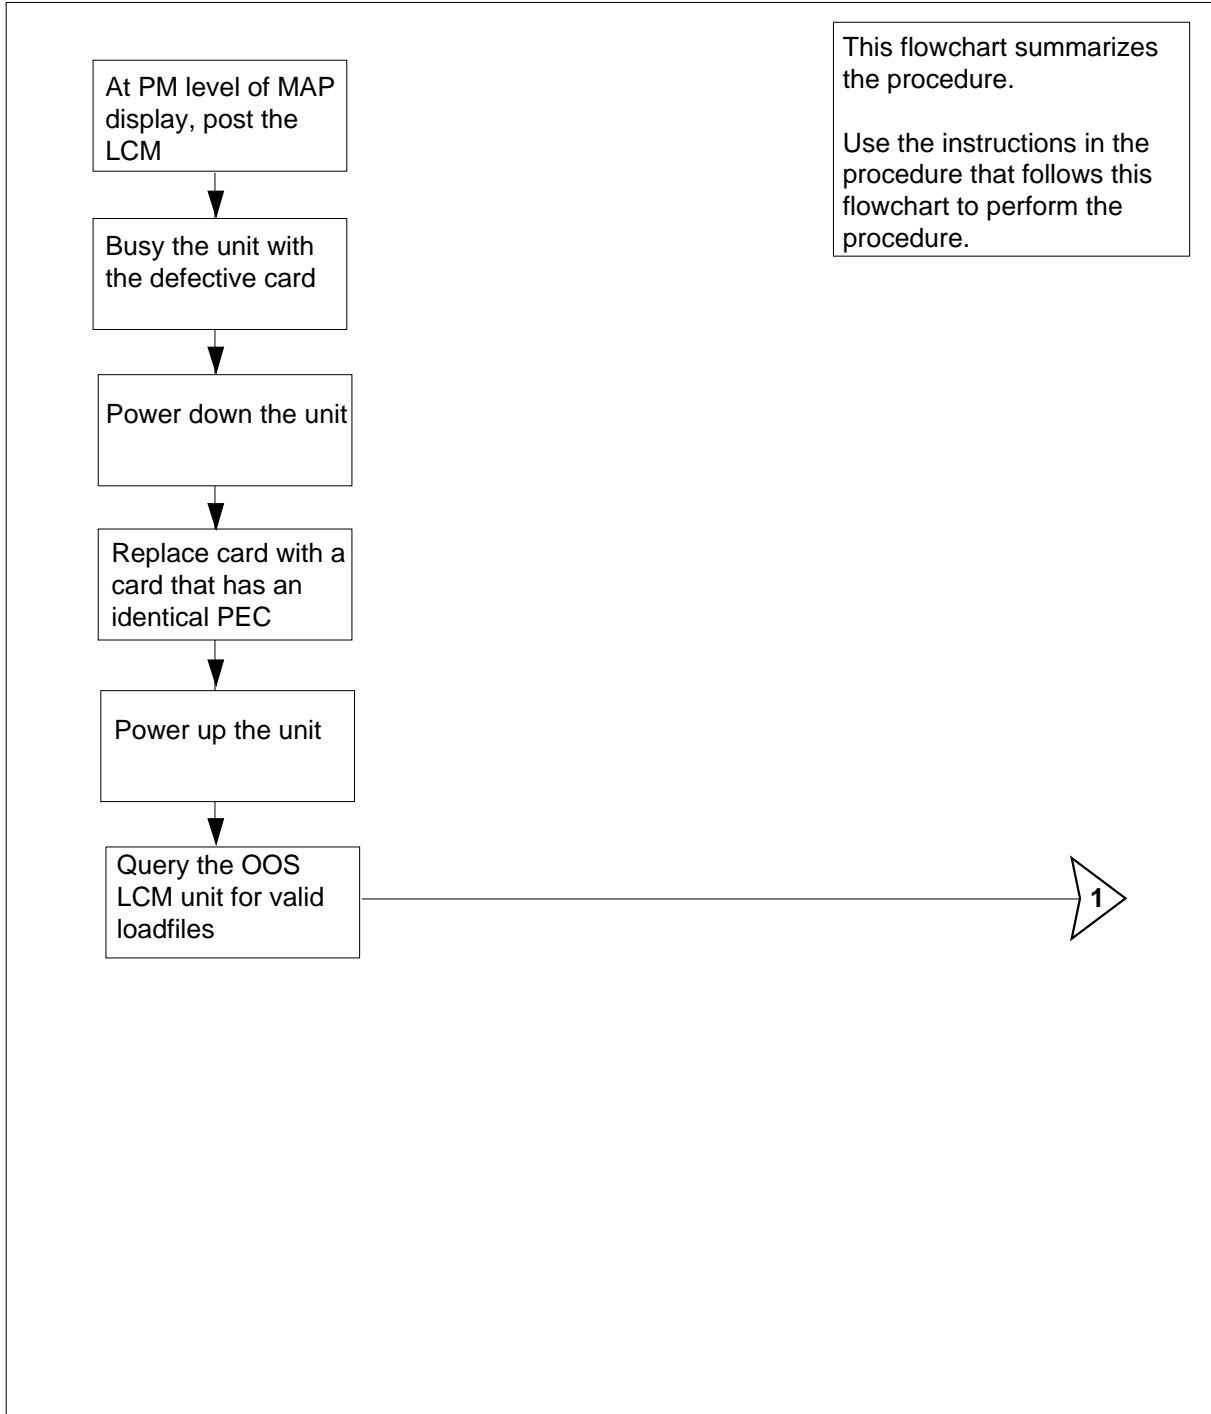 At PM level of MAP
display, post the
LCM
This flowchart summarizes
the procedure.
Use the instructions in the
procedure that follows this
flowchart to perform the
procedure.
Busy the unit with
the defective card
Power down the unit
Replace card with a
card that has an
identical PEC
Power up the unit
Query the OOS
LCM unit for valid
loadfiles
1